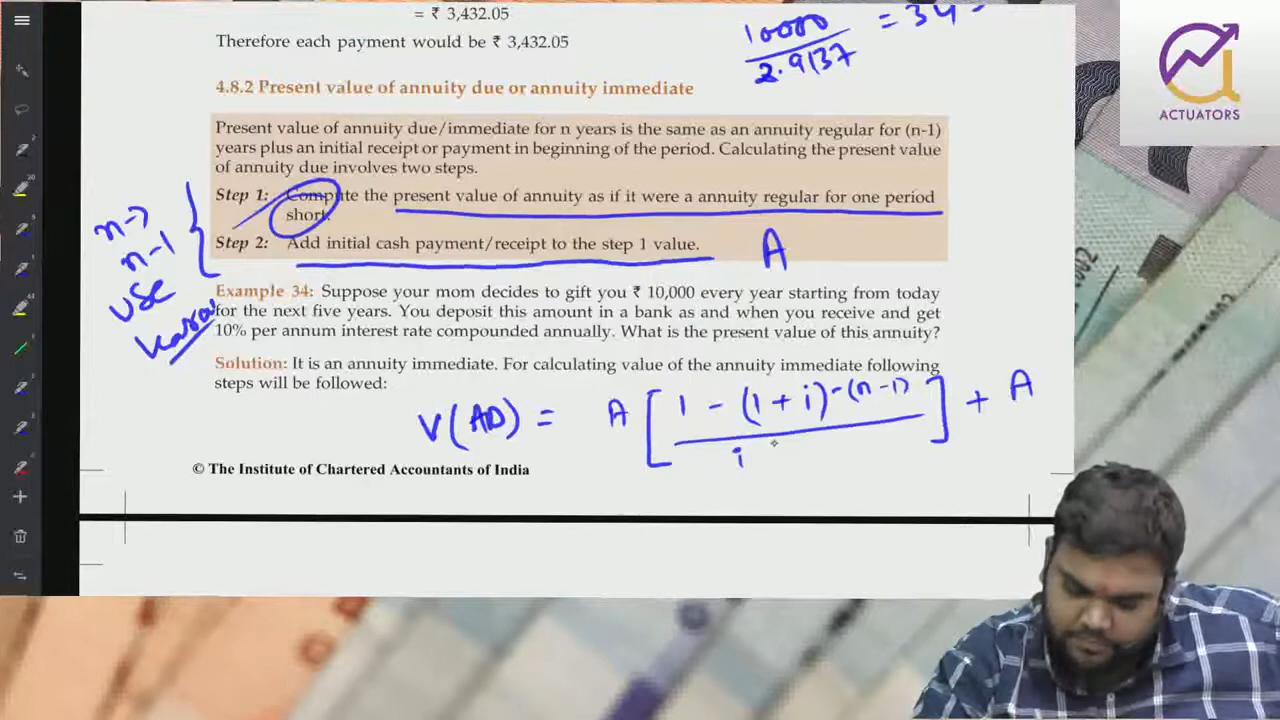 = ₹ 3,432.05
Therefore each payment would be ₹ 3,432.05
10000 / 2.9137 = 34-
ACTUATORS
4.8.2 Present value of annuity due or annuity immediate
Present value of annuity due/immediate for n years is the same as an annuity regular for (n-1)
years plus an initial receipt or payment in beginning of the period. Calculating the present value
of annuity due involves two steps.
Step 1: Compute the present value of annuity as if it were a annuity regular for one period
short.
Step 2: Add initial cash payment/receipt to the step 1 value.
A
n→
n-1
use
Example 34: Suppose your mom decides to gift you ₹ 10,000 every year starting from today
for the next five years. You deposit this amount in a bank as and when you receive and get
10% per annum interest rate compounded annually. What is the present value of this annuity?
Solution: It is an annuity immediate. For calculating value of the annuity immediate following
steps will be followed:
V(AD) = A [ 1 - (1 + i)^-(n-1) / i ] + A
© The Institute of Chartered Accountants of India